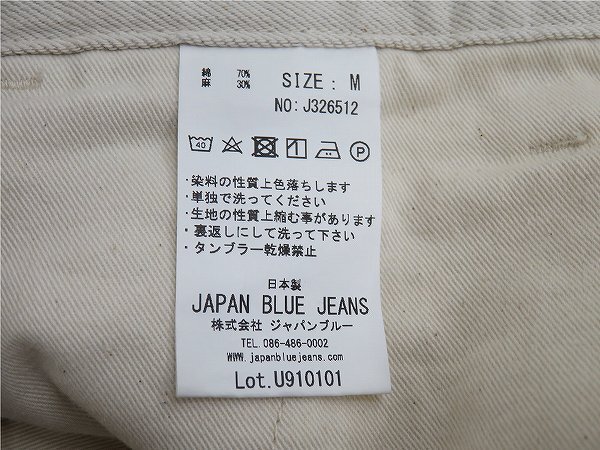 綿 70% SIZE: M
麻 30%
NO:J326512
40 P
・染料の性質上色落ちします
・単独で洗ってください
・生地の性質上縮む事があります
・裏返しにして洗って下さい
・タンブラー乾燥禁止
日本製
JAPAN BLUE JEANS
株式会社 ジャパンブルー
TEL.086-486-0002
WWW.japanbluejeans.com
Lot.U910101